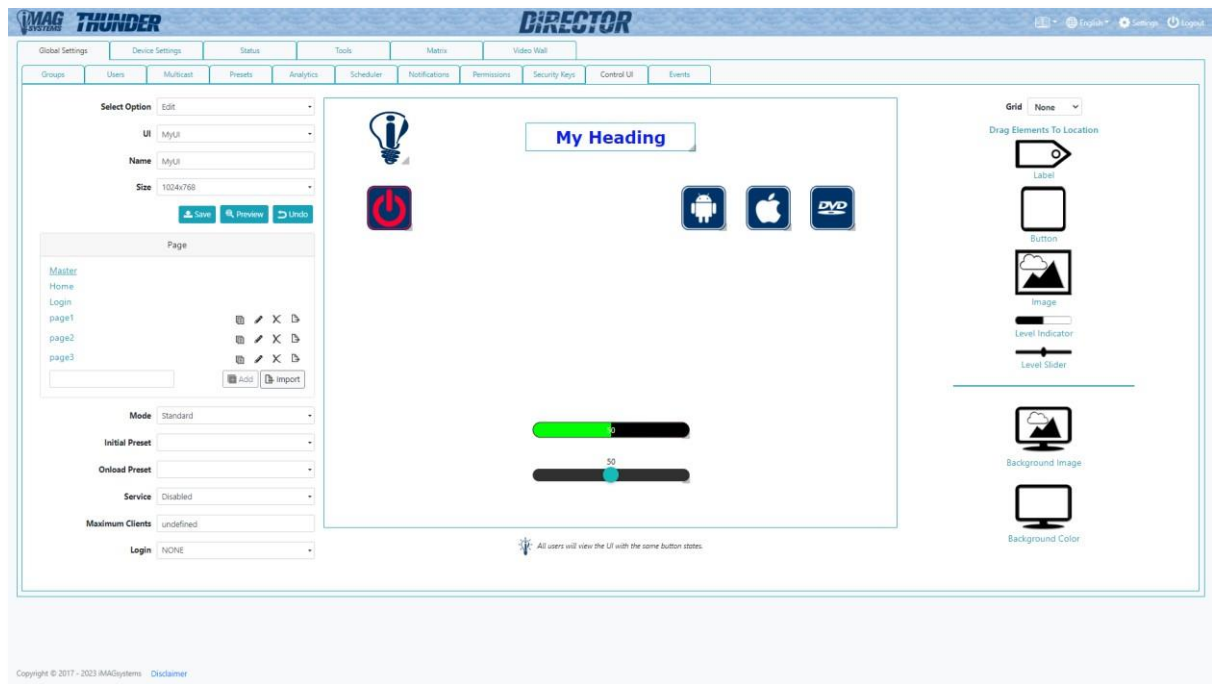 iMAG SYSTEMS THUNDER DiRECTOR English Settings Logout
Global Settings Device Settings Status Tools Matrix Video Wall
Groups Users Multicast Presets Analytics Scheduler Notifications Permissions Security Keys Control UI Events
Select Option Edit
UI MyUI
Name MyUI
Size 1024x768
Save Preview Undo
Page
Master
Home
Login
page1
page2
page3
Add Import
Mode Standard
Initial Preset
Onload Preset
Service Disabled
Maximum Clients undefined
Login NONE
My Heading
DVD
50
50
All users will view the UI with the same button states.
Grid None
Drag Elements To Location
Label
Button
Image
Level Indicator
Level Slider
Background Image
Background Color
Copyright © 2017 - 2023 iMAGsystems Disclaimer